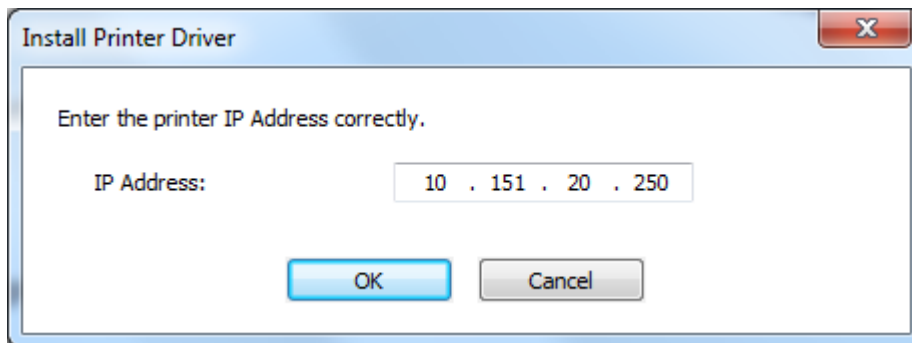 Install Printer Driver
Enter the printer IP Address correctly.
IP Address: 10 . 151 . 20 . 250
OK Cancel